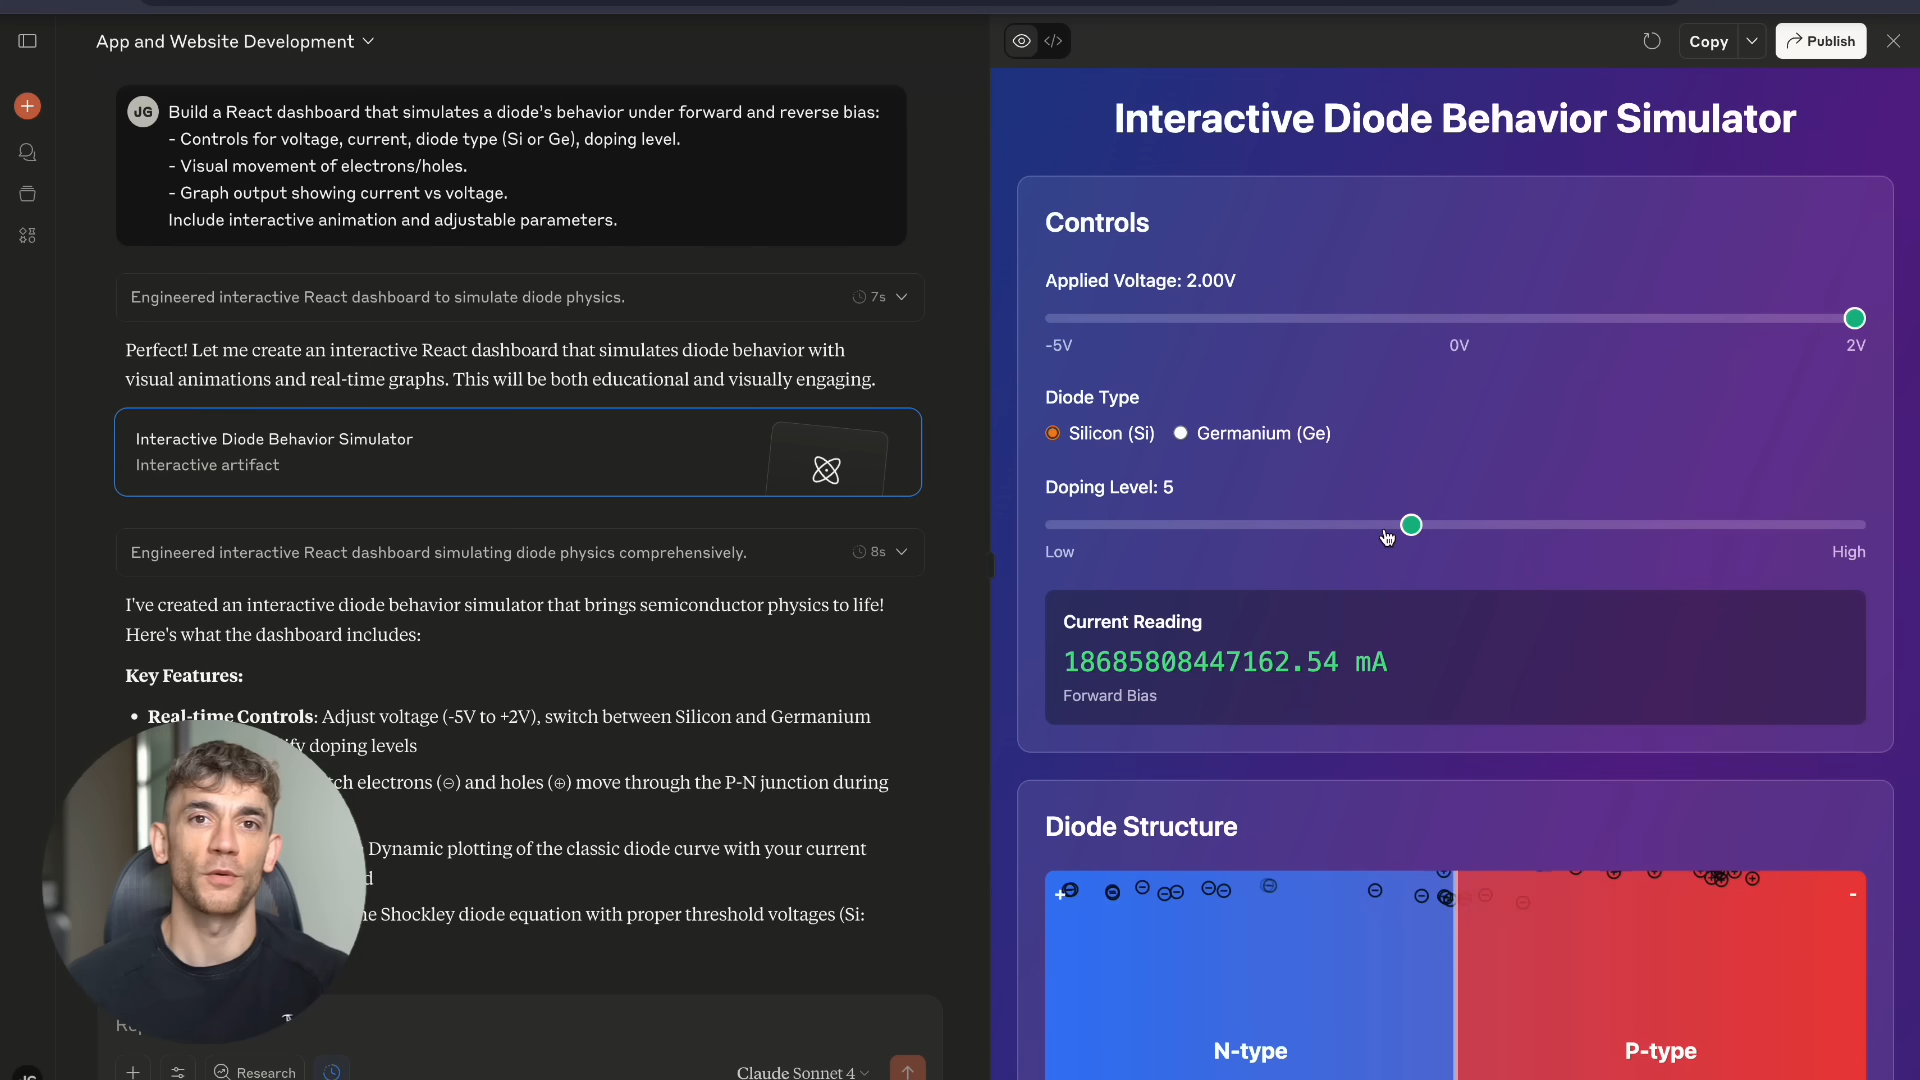 App and Website Development
Copy
Publish
JG
Build a React dashboard that simulates a diode's behavior under forward and reverse bias:
- Controls for voltage, current, diode type (Si or Ge), doping level.
- Visual movement of electrons/holes.
- Graph output showing current vs voltage.
Include interactive animation and adjustable parameters.
Engineered interactive React dashboard to simulate diode physics.
7s
Perfect! Let me create an interactive React dashboard that simulates diode behavior with
visual animations and real-time graphs. This will be both educational and visually engaging.
Interactive Diode Behavior Simulator
Interactive artifact
Engineered interactive React dashboard simulating diode physics comprehensively.
8s
I've created an interactive diode behavior simulator that brings semiconductor physics to life!
Here's what the dashboard includes:
Key Features:
• Real-time Controls: Adjust voltage (-5V to +2V), switch between Silicon and Germanium
doping levels
electrons (⊖) and holes (⊕) move through the P-N junction during
Dynamic plotting of the classic diode curve with your current
Shockley diode equation with proper threshold voltages (Si:
Research
Claude Sonnet 4
Interactive Diode Behavior Simulator
Controls
Applied Voltage: 2.00V
-5V
0V
2V
Diode Type
Silicon (Si)
Germanium (Ge)
Doping Level: 5
Low
High
Current Reading
18685808447162.54 mA
Forward Bias
Diode Structure
+
-
N-type
P-type